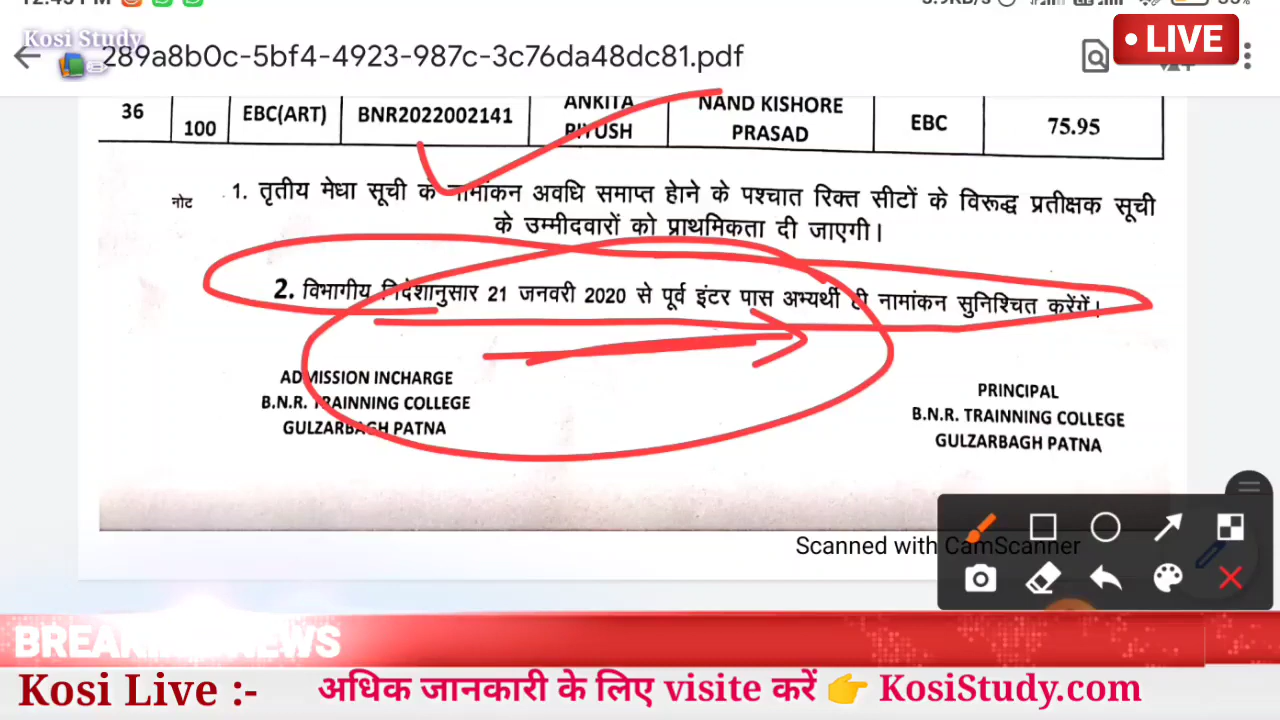 Kosi Study
289a8b0c-5bf4-4923-987c-3c76da48dc81.pdf
LIVE
36 100 EBC(ART) BNR2022002141 ANKITA PIYUSH NAND KISHORE PRASAD EBC 75.95
नोट 1. तृतीय मेधा सूची के नामांकन अवधि समाप्त हाेने के पश्चात रिक्त सीटों के विरूद्ध प्रतीक्षक सूची
के उम्मीदवारों को प्राथमिकता दी जाएगी।
2. विभागीय निदेशानुसार 21 जनवरी 2020 से पूर्व इंटर पास अभ्यर्थी ही नामांकन सुनिश्चित करेंगें।
ADMISSION INCHARGE
B.N.R. TRAINNING COLLEGE
GULZARBAGH PATNA
PRINCIPAL
B.N.R. TRAINNING COLLEGE
GULZARBAGH PATNA
Scanned with CamScanner
BREAKING NEWS
Kosi Live :- अधिक जानकारी के लिए visite करें 👉 KosiStudy.com